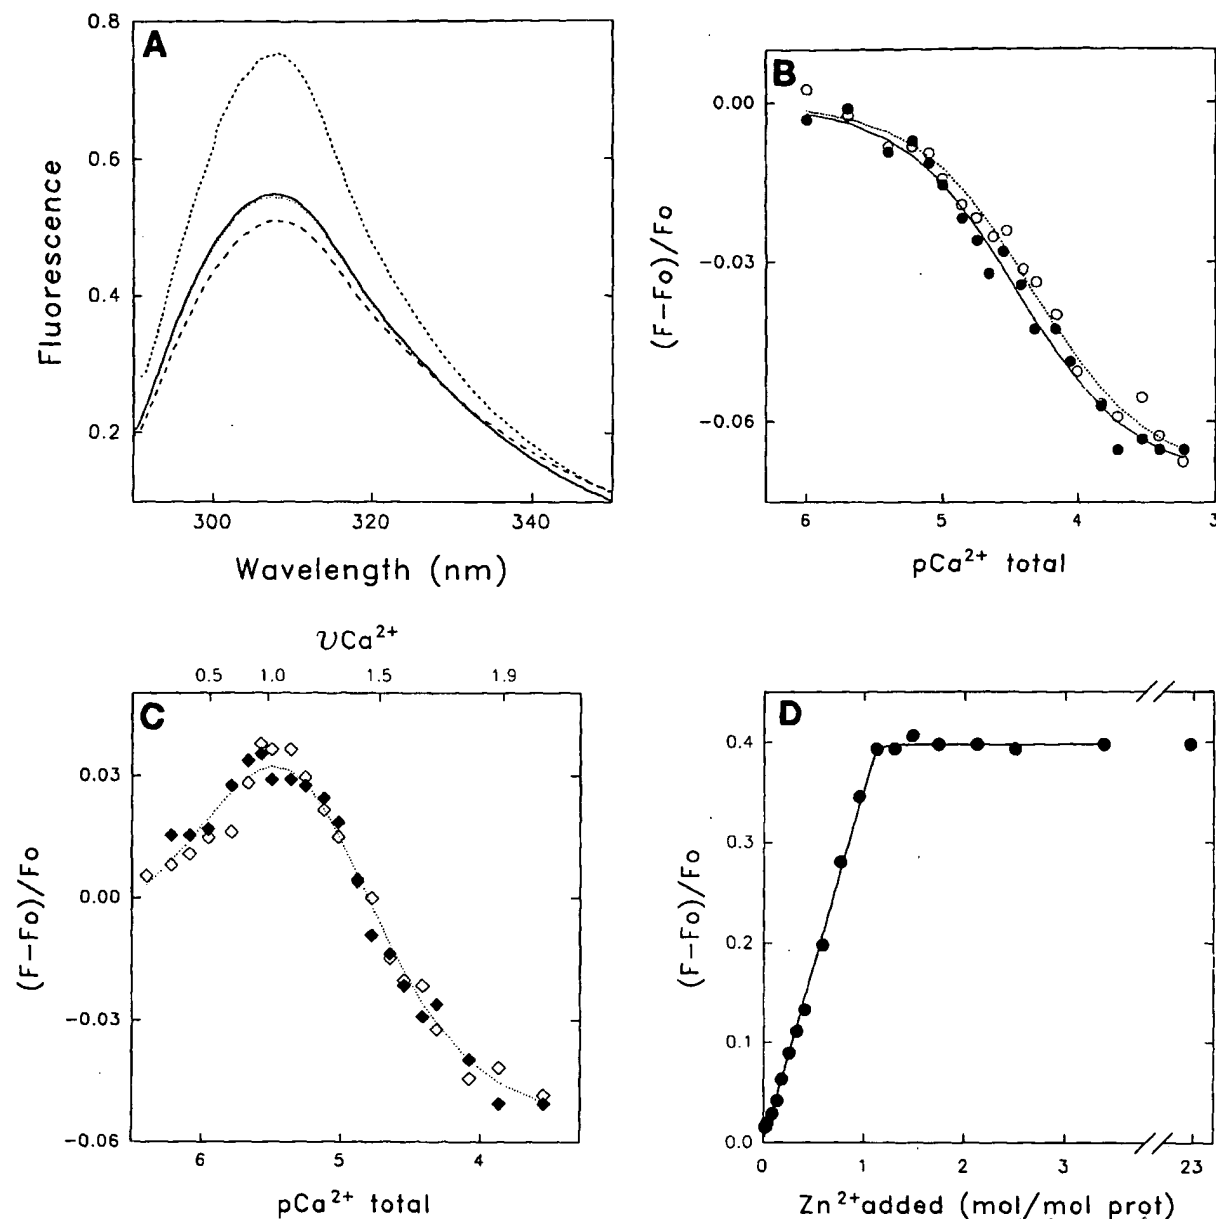 A
0.8
0.6
0.4
0.2
Fluorescence
300 320 340
Wavelength (nm)
B
0.00
-0.03
-0.06
(F-Fo)/Fo
6 5 4 3
pCa2+ total
υCa2+
0.5 1.0 1.5 1.9
C
0.03
0.00
-0.03
-0.06
(F-Fo)/Fo
6 5 4
pCa2+ total
D
0.4
0.3
0.2
0.1
0.0
(F-Fo)/Fo
0 1 2 3 23
Zn2+added (mol/mol prot)